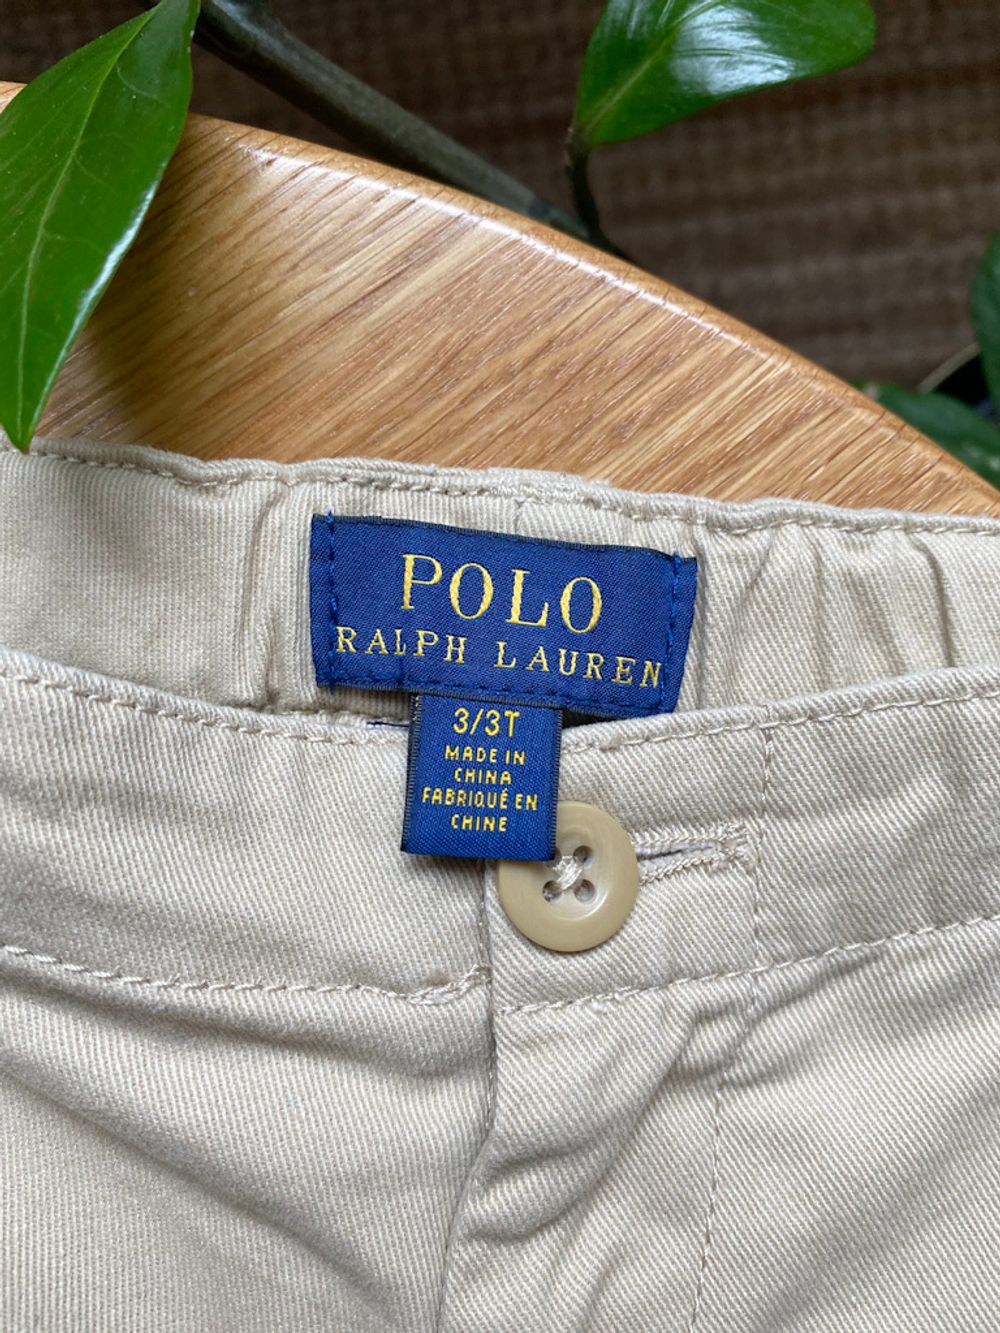 POLO
RALPH LAUREN
3/3T
MADE IN
CHINA
FABRIQUÉ EN
CHINE